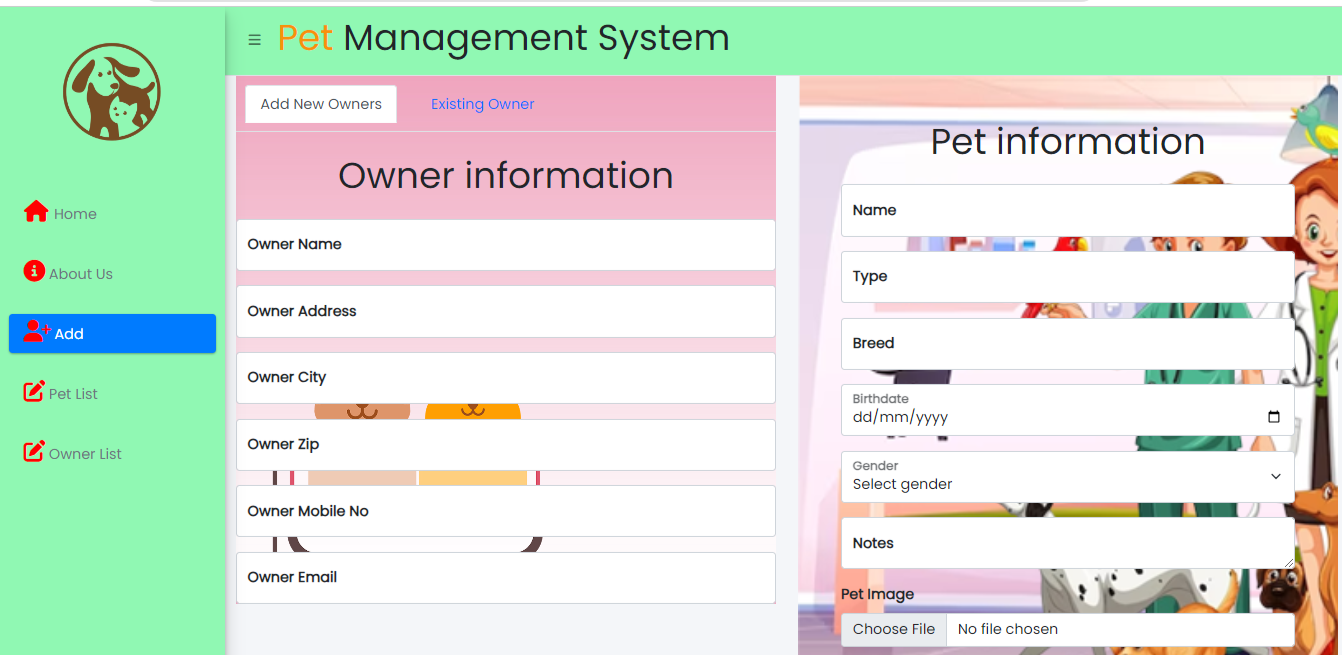 Pet Management System
Home
About Us
Add
Pet List
Owner List
Add New Owners
Existing Owner
Owner information
Owner Name
Owner Address
Owner City
Owner Zip
Owner Mobile No
Owner Email
Pet information
Name
Type
Breed
Birthdate
dd/mm/yyyy
Gender
Select gender
Notes
Pet Image
Choose File No file chosen